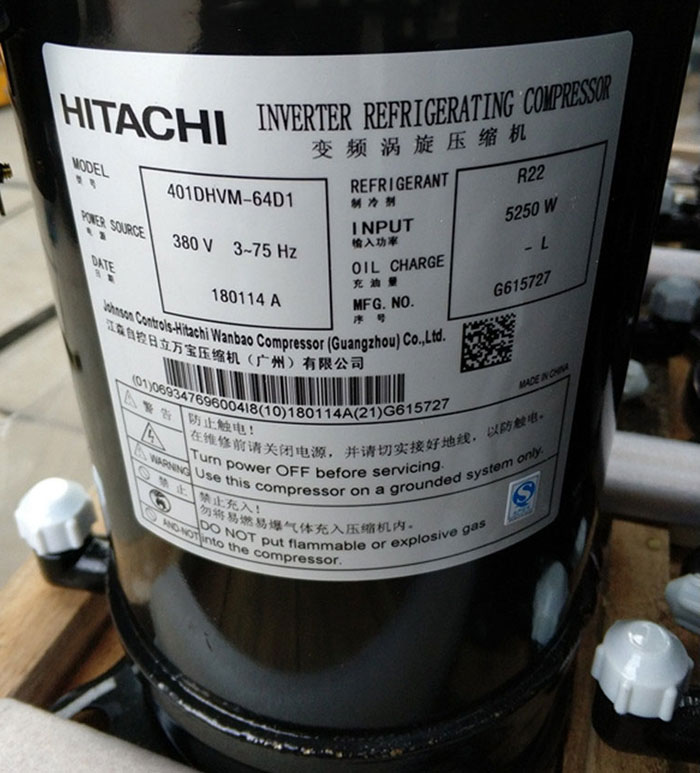 HITACHI INVERTER REFRIGERATING COMPRESSOR
变频涡旋压缩机
MODEL
型号
401DHVM-64D1
POWER SOURCE
电源
380 V 3~75 Hz
DATE
日期
180114 A
REFRIGERANT
制冷剂
R22
INPUT
输入功率
5250 W
OIL CHARGE
充油量
- L
MFG. NO.
序号
G615727
Johnson Controls-Hitachi Wanbao Compressor (Guangzhou) Co.,Ltd.
江森自控日立万宝压缩机（广州）有限公司
MADE IN CHINA
(01)06934769600418(10)180114A(21)G615727
警告
WARNING
防止触电！
在维修前请关闭电源，并请切实接好地线，以防触电。
Turn power OFF before servicing.
Use this compressor on a grounded system only.
禁止
AND-NOT
禁止充入！
勿将易燃易爆气体充入压缩机内。
DO NOT put flammable or explosive gas
into the compressor.